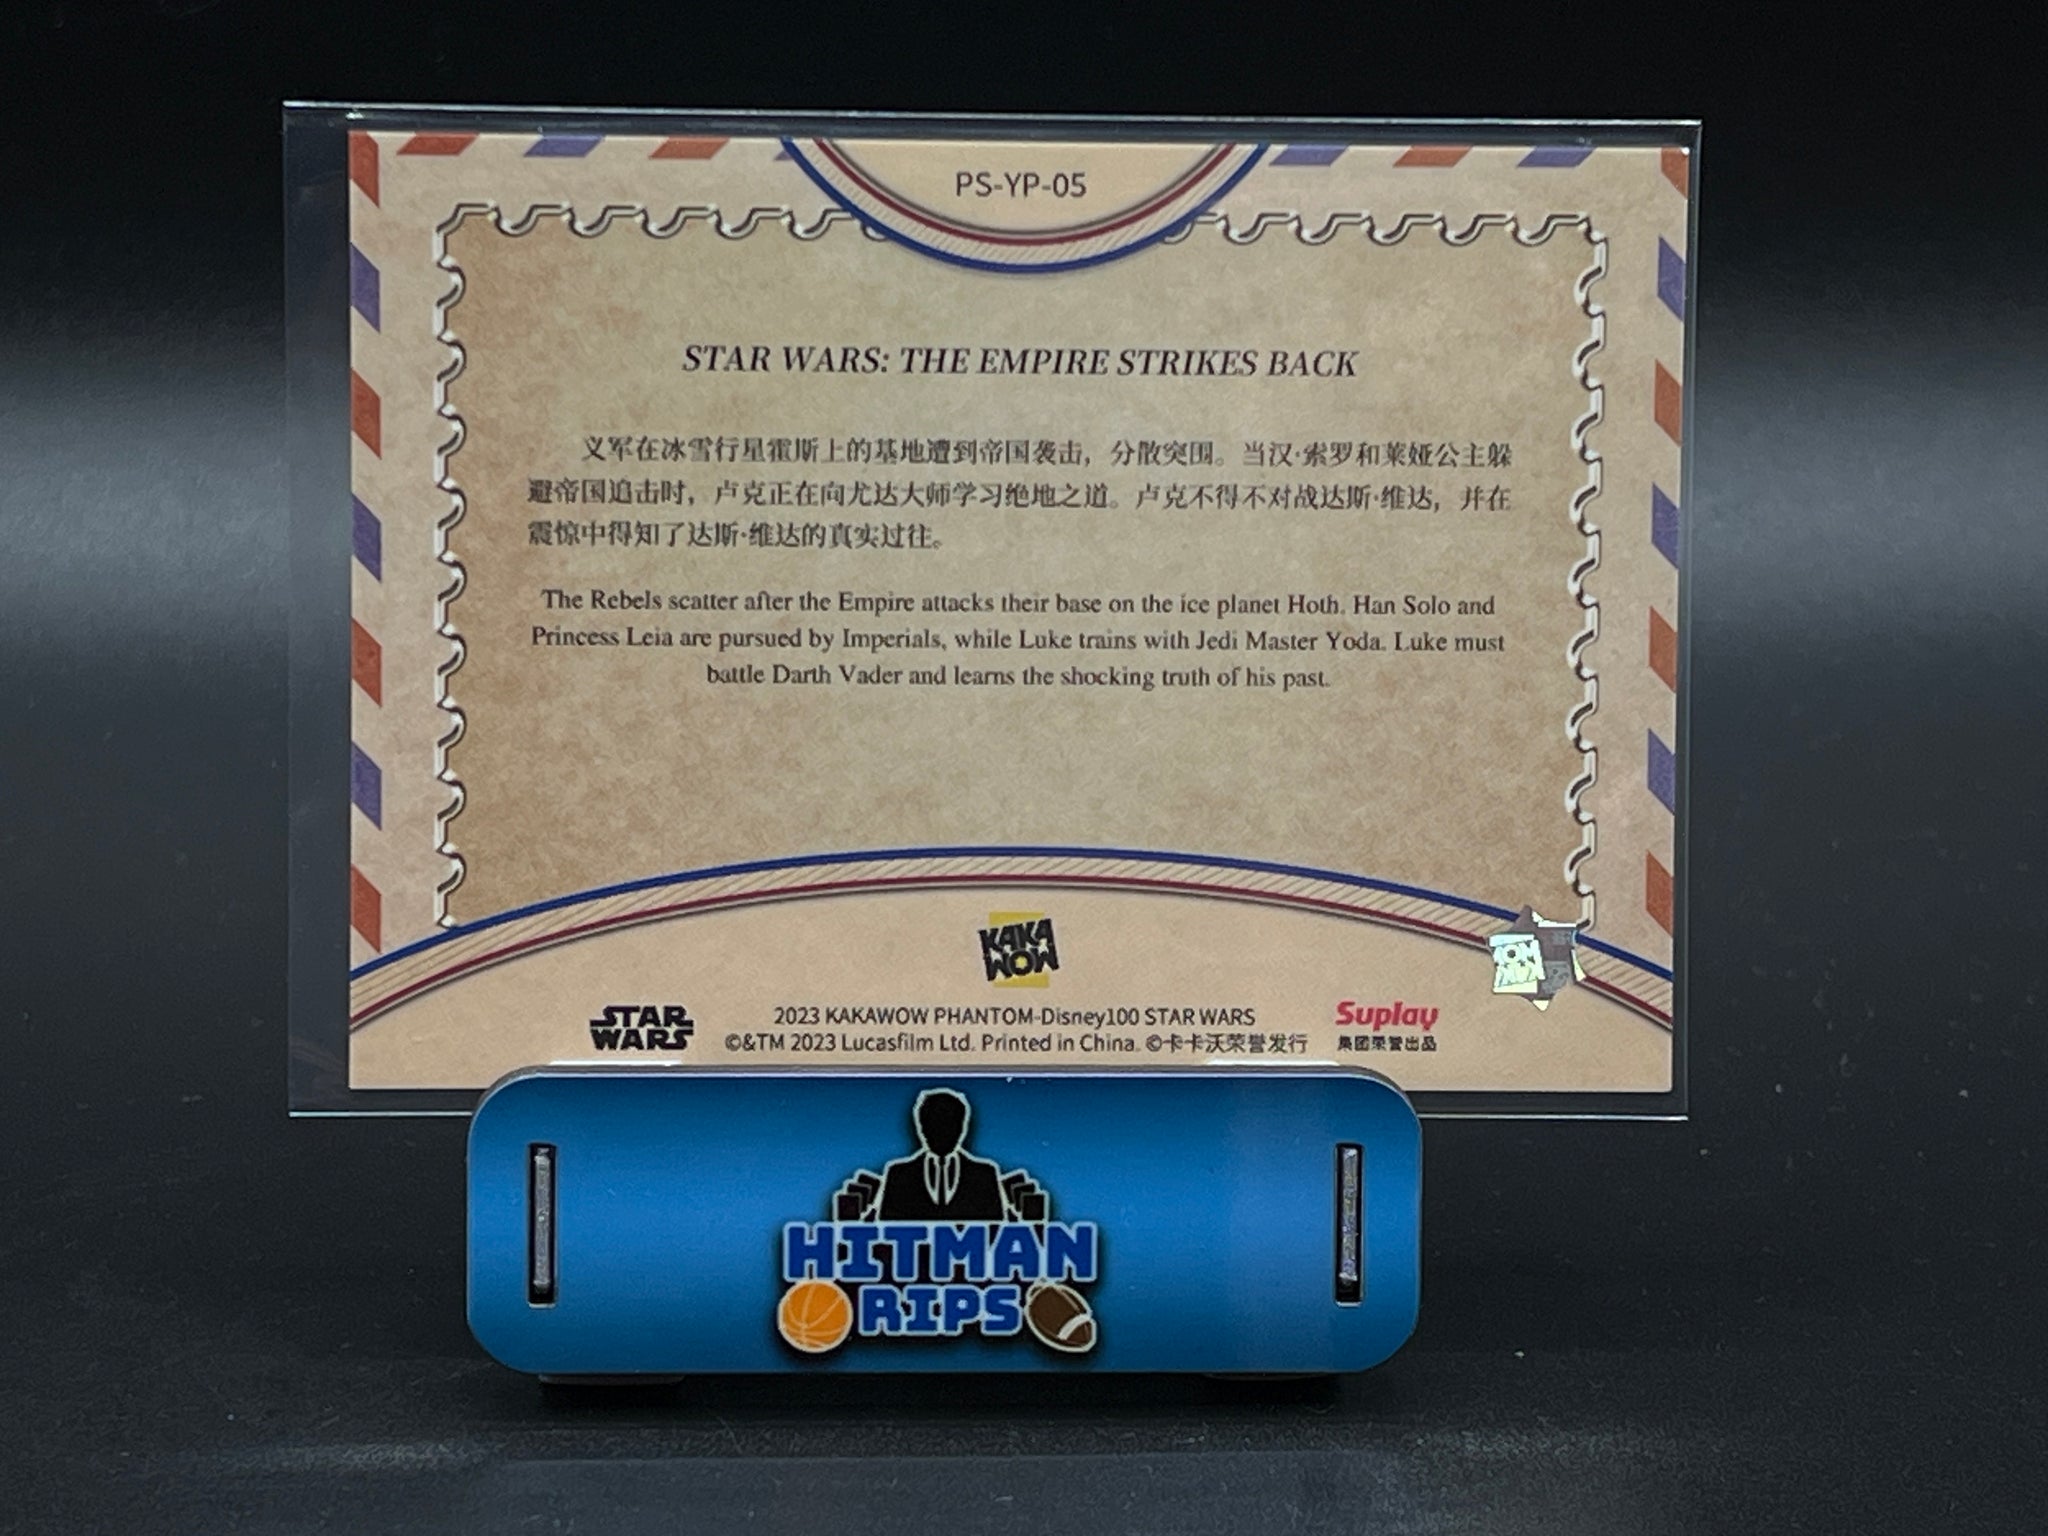 PS-YP-05
STAR WARS: THE EMPIRE STRIKES BACK
义军在冰雪行星霍斯上的基地遭到帝国袭击，分散突围。当汉·索罗和莱娅公主躲
避帝国追击时，卢克正在向尤达大师学习绝地之道。卢克不得不对战达斯·维达，并在
震惊中得知了达斯·维达的真实过往。
The Rebels scatter after the Empire attacks their base on the ice planet Hoth. Han Solo and
Princess Leia are pursued by Imperials, while Luke trains with Jedi Master Yoda. Luke must
battle Darth Vader and learns the shocking truth of his past.
KAKA
WOW
STAR
WARS
2023 KAKAWOW PHANTOM-Disney100 STAR WARS
©&TM 2023 Lucasfilm Ltd. Printed in China. ©卡卡沃荣誉发行
Suplay
集团荣誉出品
HITMAN
RIPS